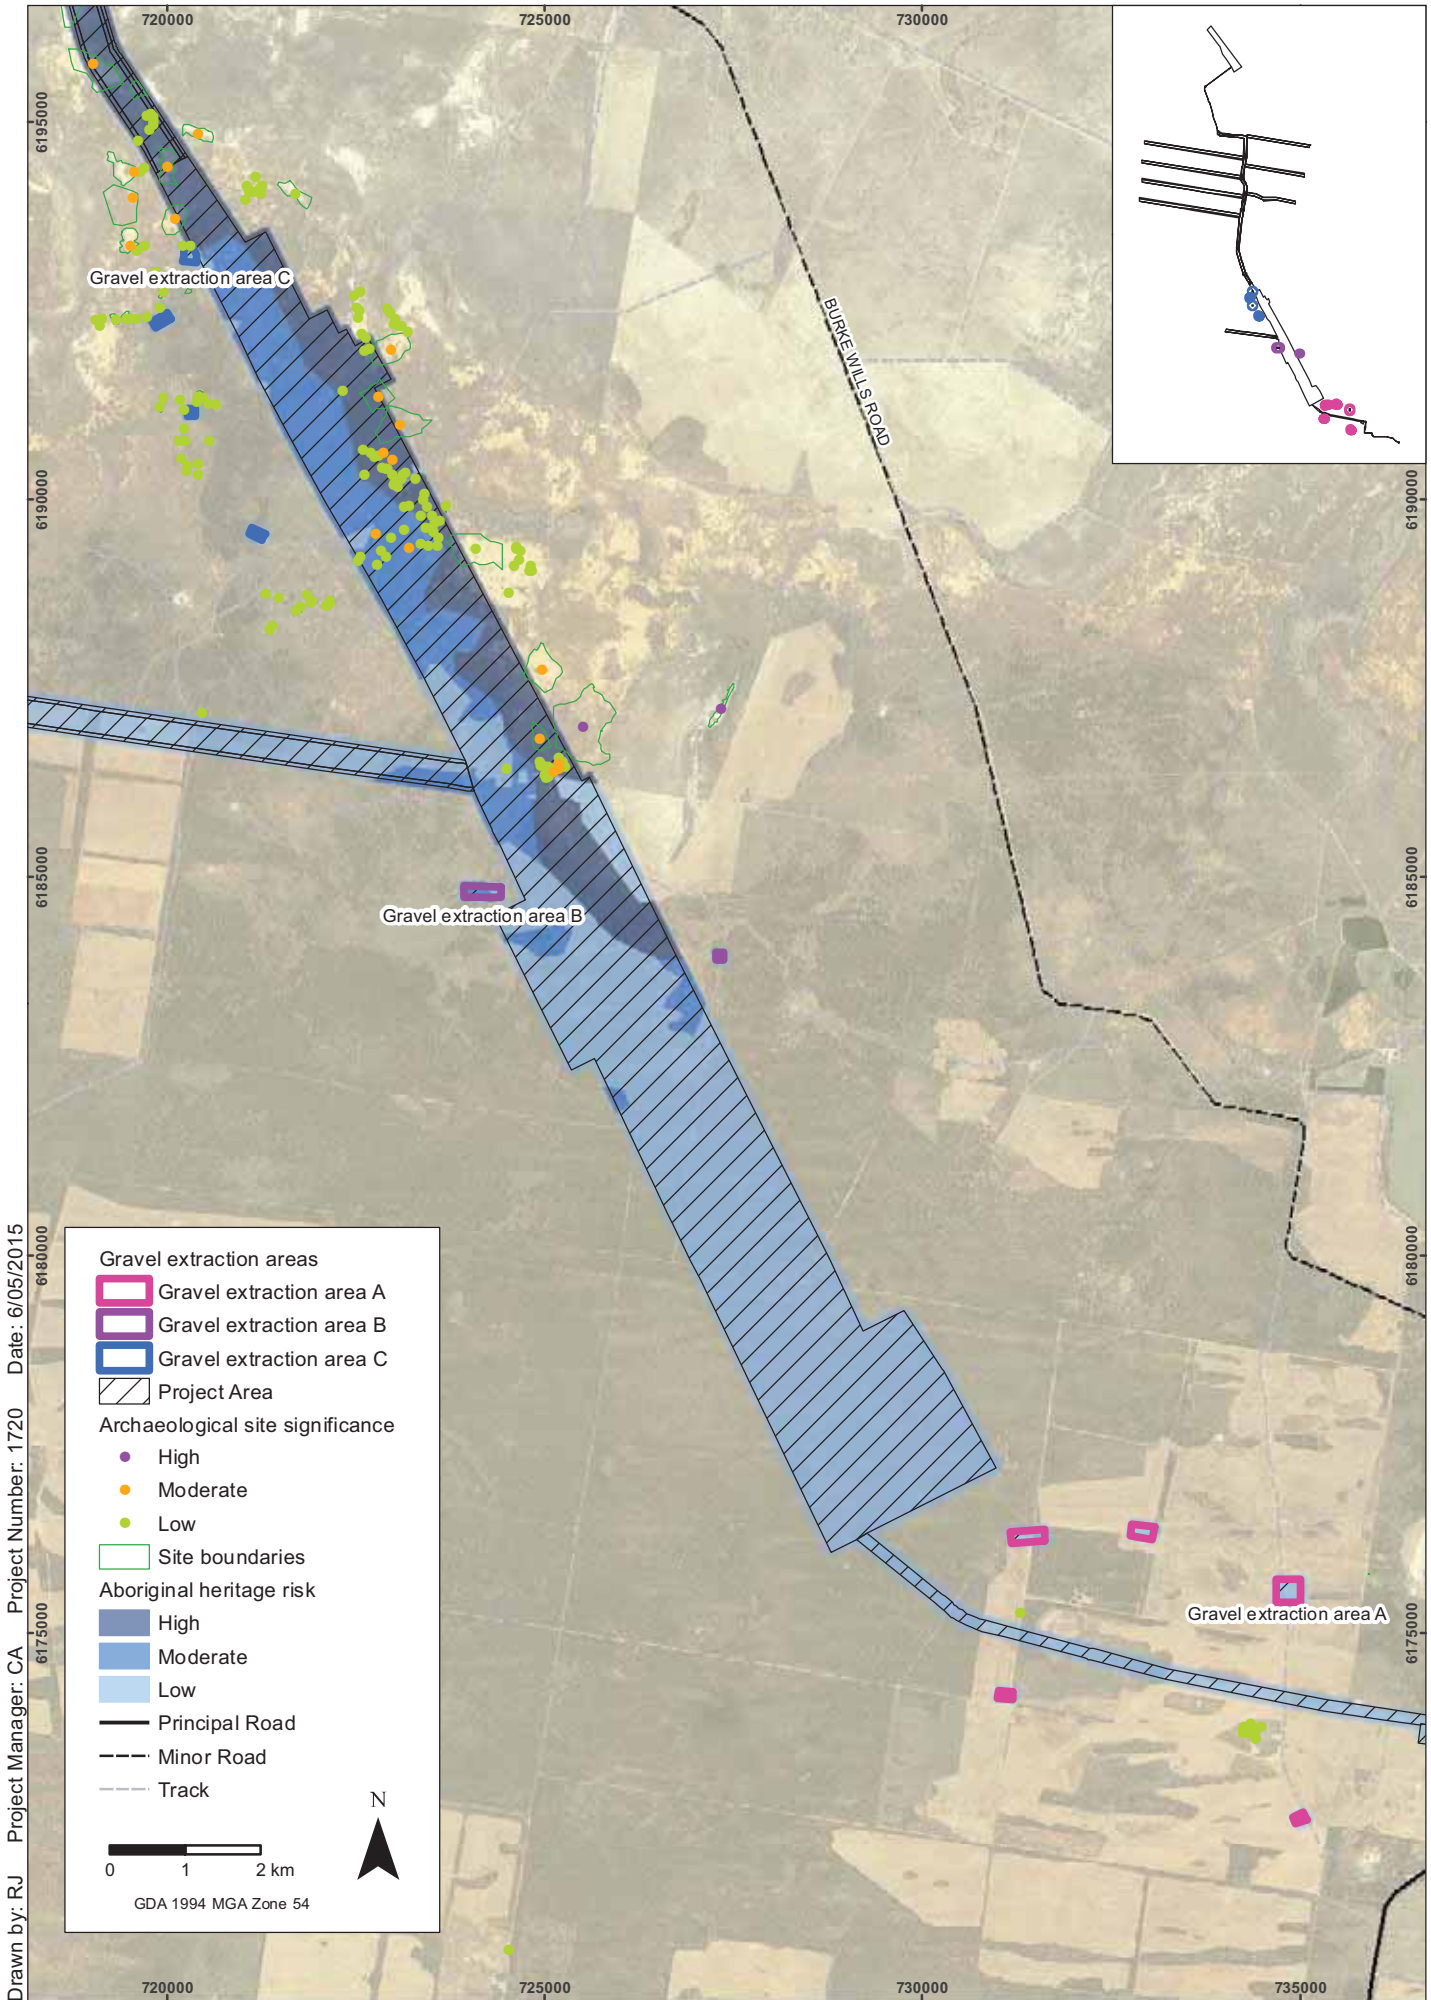 720000
725000
730000
6195000
6195000
Gravel extraction area C
BURKE WILLS ROAD
6190000
6190000
6185000
6185000
Gravel extraction area B
6180000
6180000
Gravel extraction areas
Gravel extraction area A
Gravel extraction area B
Gravel extraction area C
Project Area
Archaeological site significance
High
Moderate
Low
Site boundaries
Aboriginal heritage risk
High
Moderate
Low
Principal Road
Minor Road
Track
N
0 1 2 km
GDA 1994 MGA Zone 54
Gravel extraction area A
6175000
6175000
720000
725000
730000
735000
Drawn by: RJ Project Manager: CA Project Number: 1720 Date: 6/05/2015